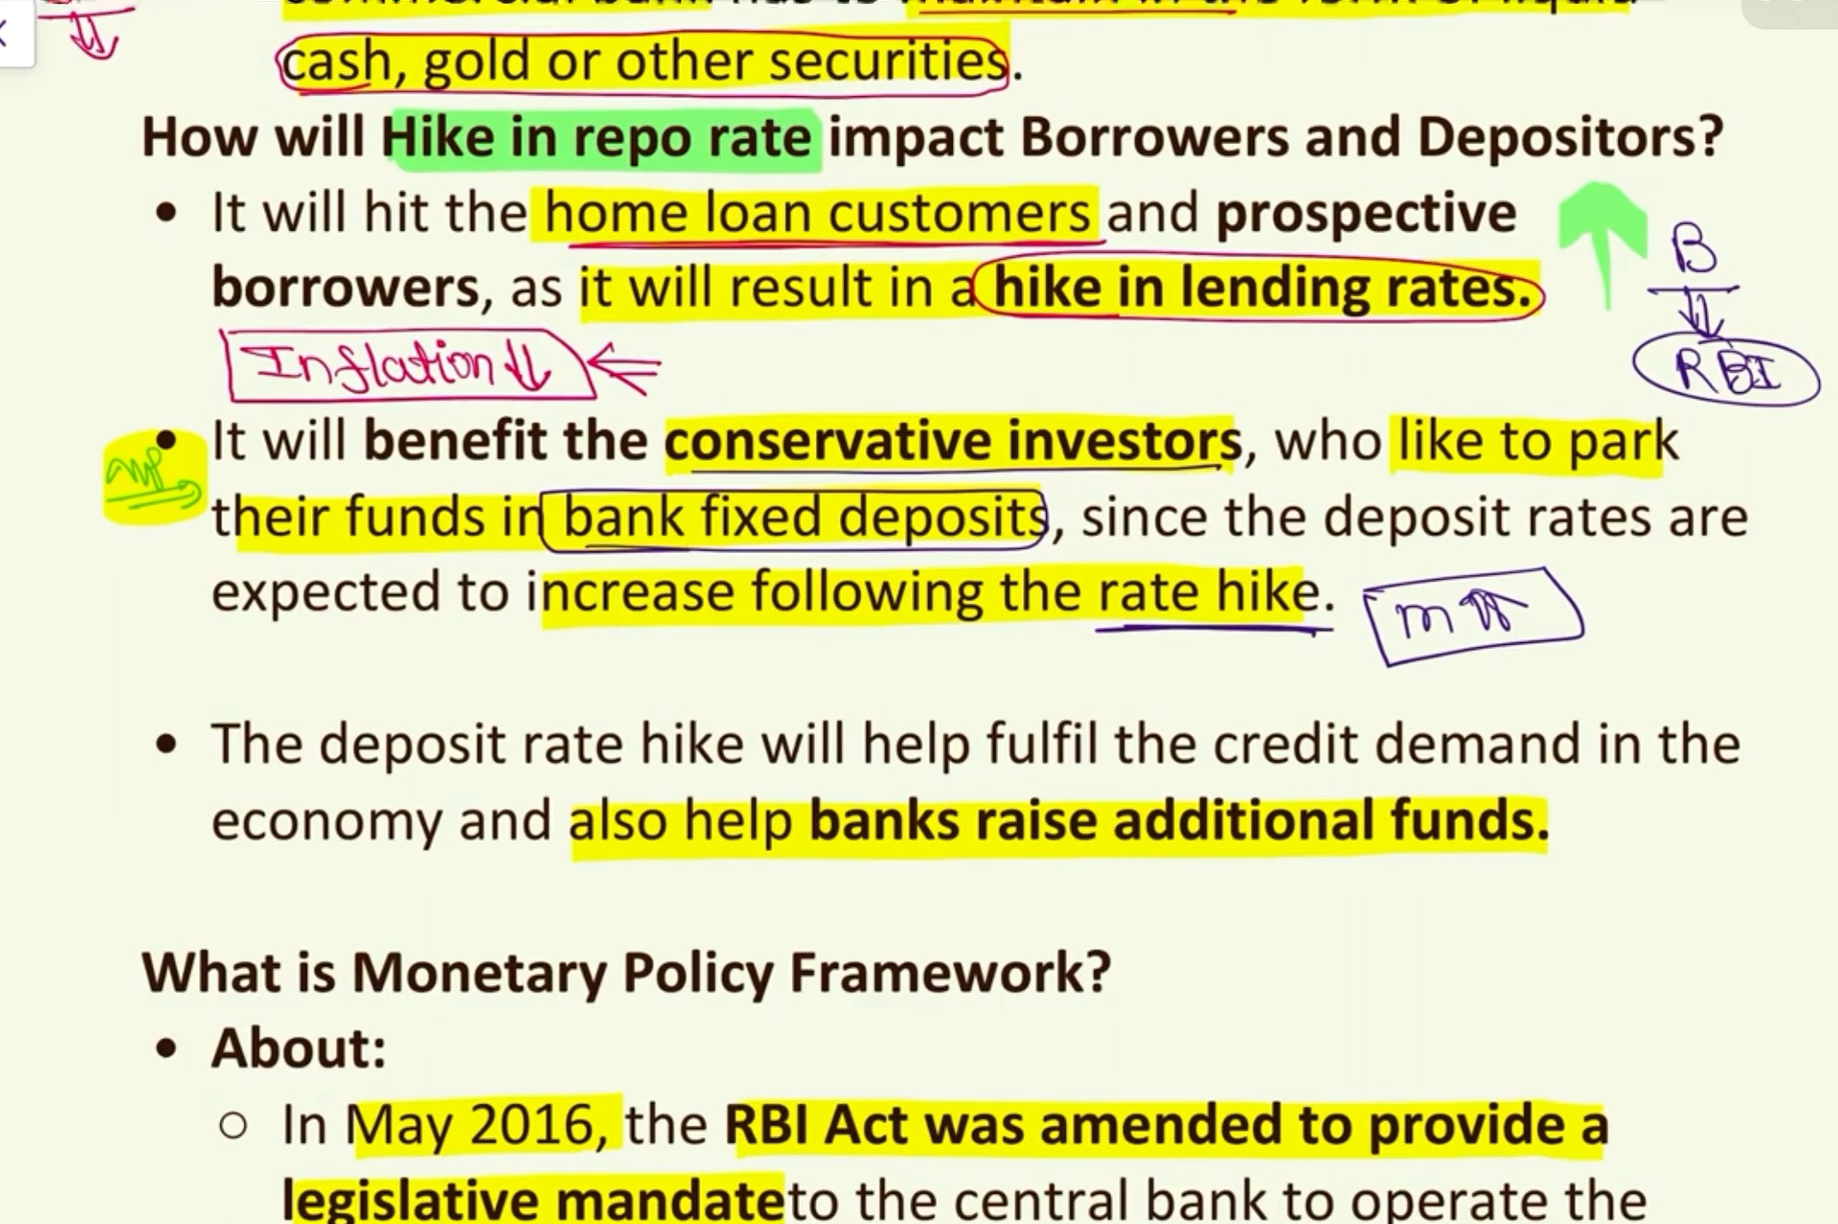 cash, gold or other securities.
How will Hike in repo rate impact Borrowers and Depositors?
• It will hit the home loan customers and prospective
borrowers, as it will result in a hike in lending rates.
B
RBI
Inflation ↓↓
• It will benefit the conservative investors, who like to park
their funds in bank fixed deposits, since the deposit rates are
expected to increase following the rate hike.
m ↑↑
• The deposit rate hike will help fulfil the credit demand in the
economy and also help banks raise additional funds.
What is Monetary Policy Framework?
• About:
○ In May 2016, the RBI Act was amended to provide a
legislative mandate to the central bank to operate the